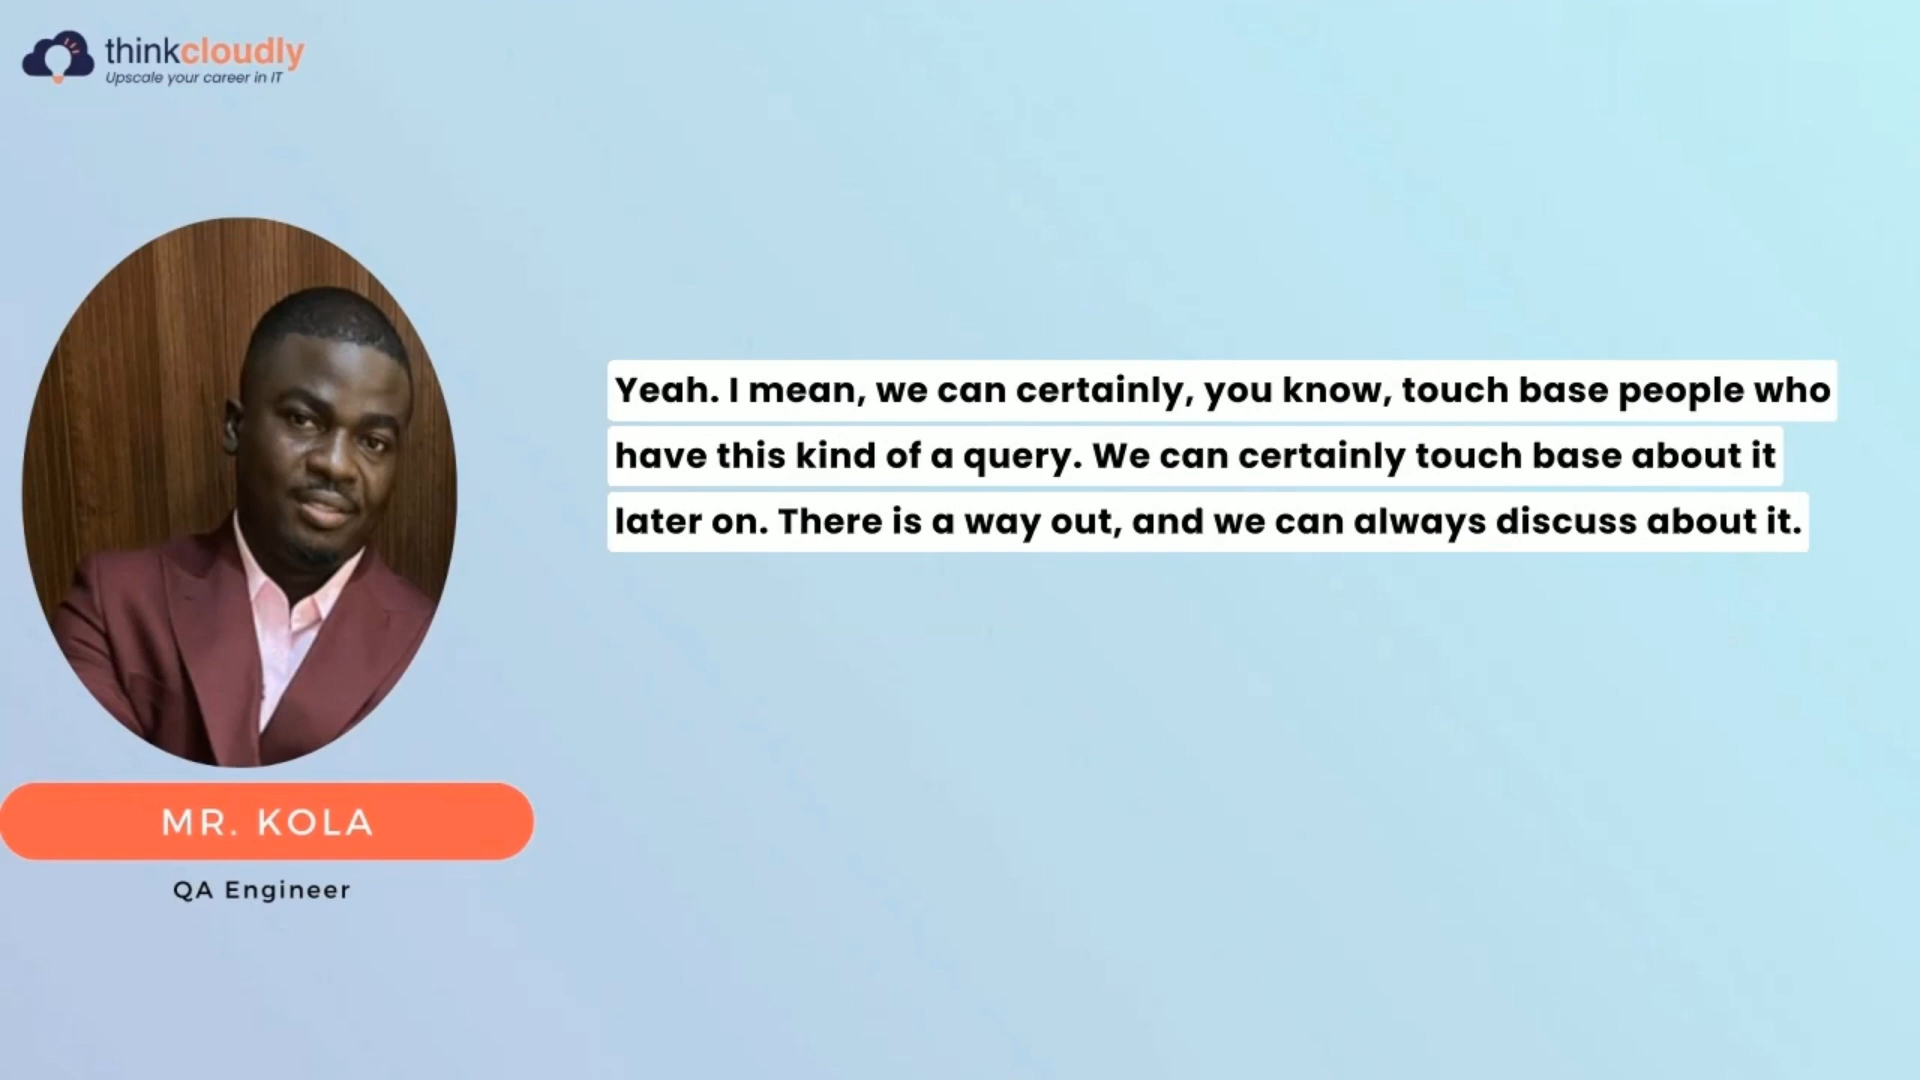 thinkcloudly
Upscale your career in IT
Yeah. I mean, we can certainly, you know, touch base people who
have this kind of a query. We can certainly touch base about it
later on. There is a way out, and we can always discuss about it.
MR. KOLA
QA Engineer